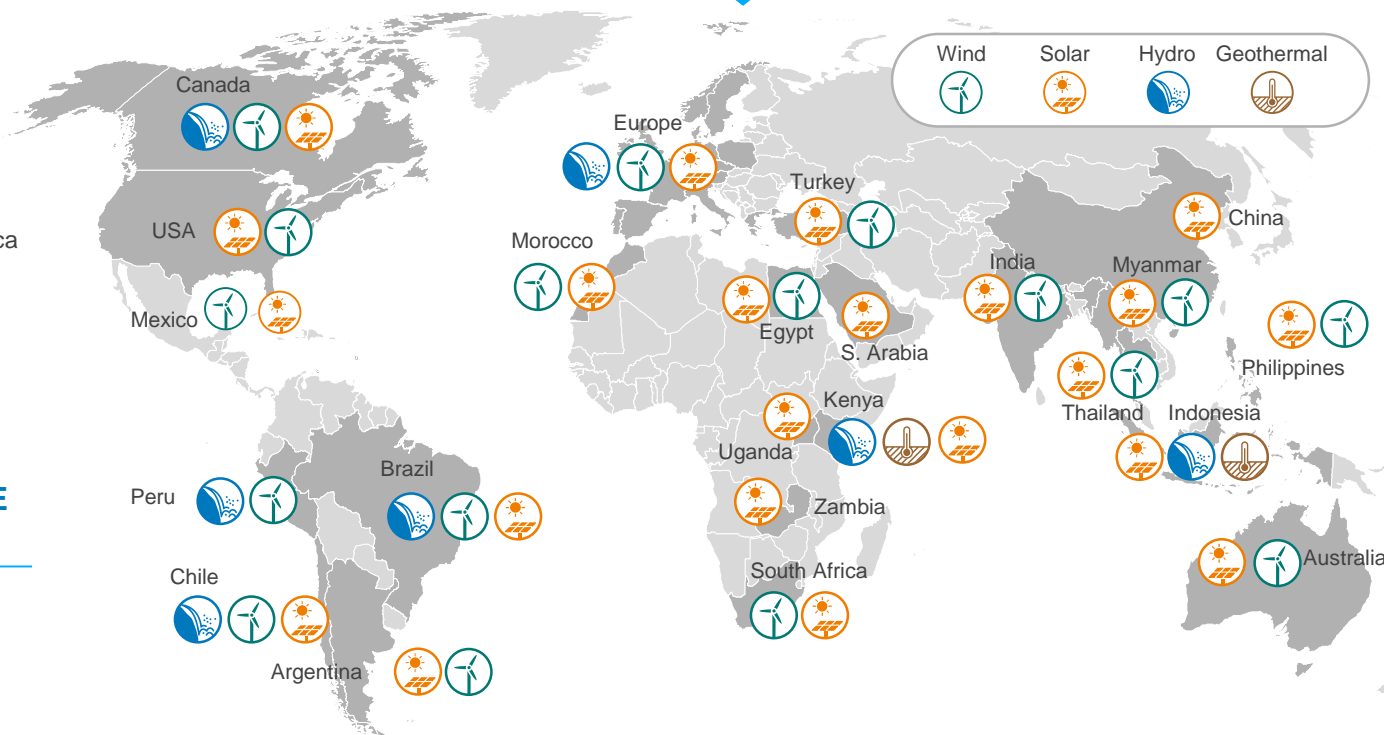 Wind Solar Hydro Geothermal
Canada
Europe
Turkey
USA
China
ca
Morocco
India
Myanmar
Mexico
Egypt
S. Arabia
Philippines
Kenya
Thailand
Indonesia
Uganda
Brazil
Peru
E
Zambia
Australia
South Africa
Chile
Argentina